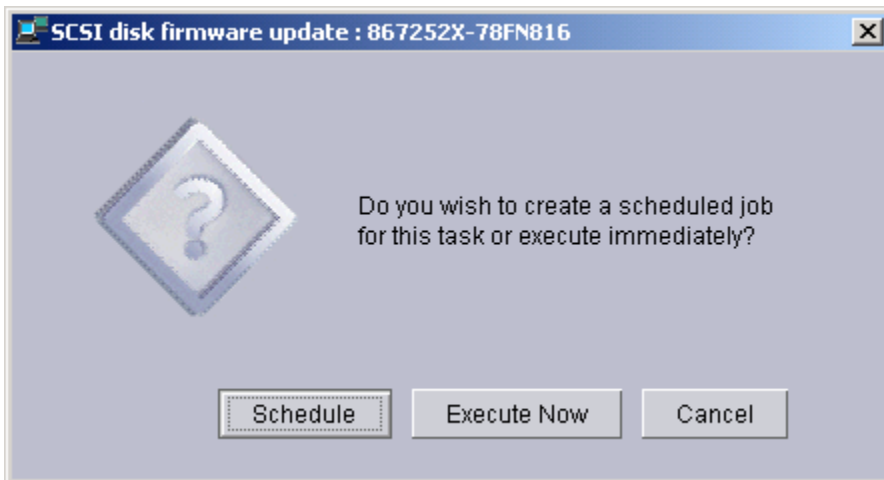 SCSI disk firmware update : 867252X-78FN816
Do you wish to create a scheduled job
for this task or execute immediately?
Schedule
Execute Now
Cancel